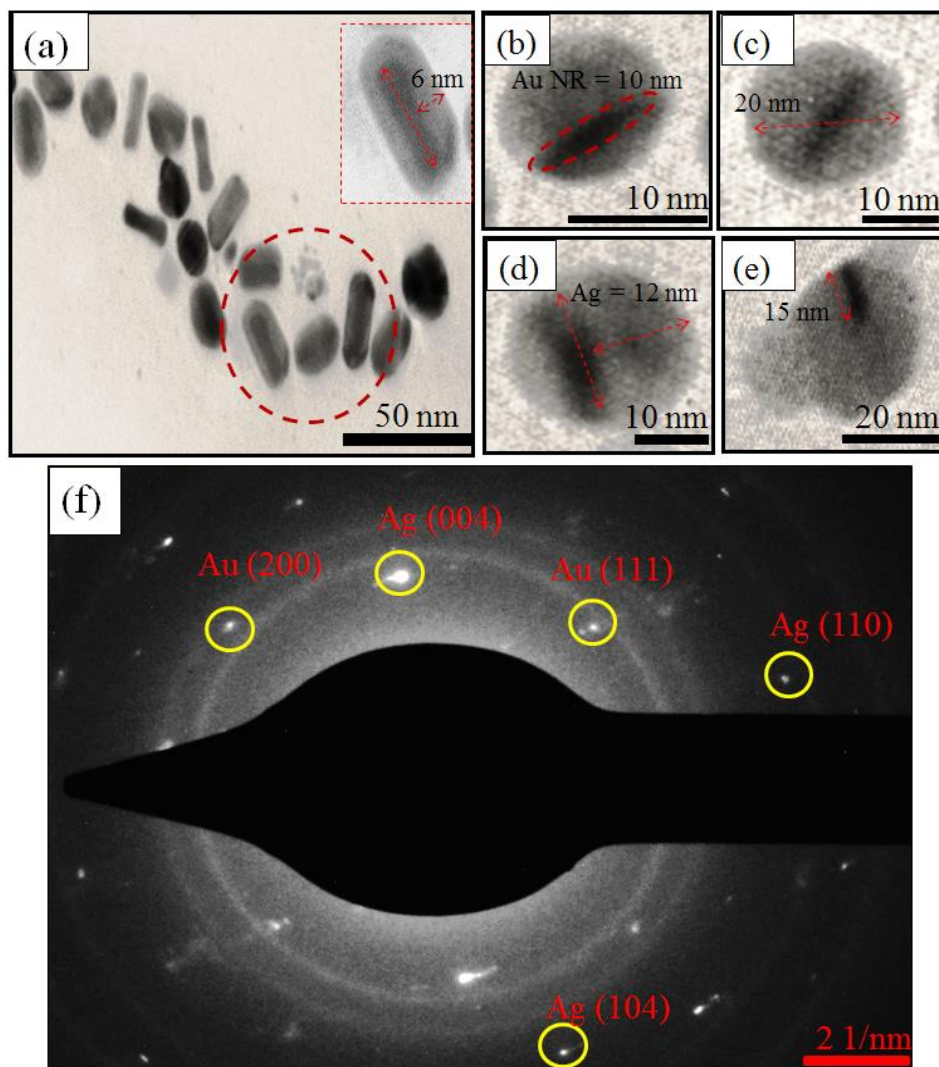 (a)
6 nm
50 nm
(b)
Au NR = 10 nm
10 nm
(c)
20 nm
10 nm
(d)
Ag = 12 nm
10 nm
(e)
15 nm
20 nm
(f)
Ag (004)
Au (200)
Au (111)
Ag (110)
Ag (104)
2 1/nm